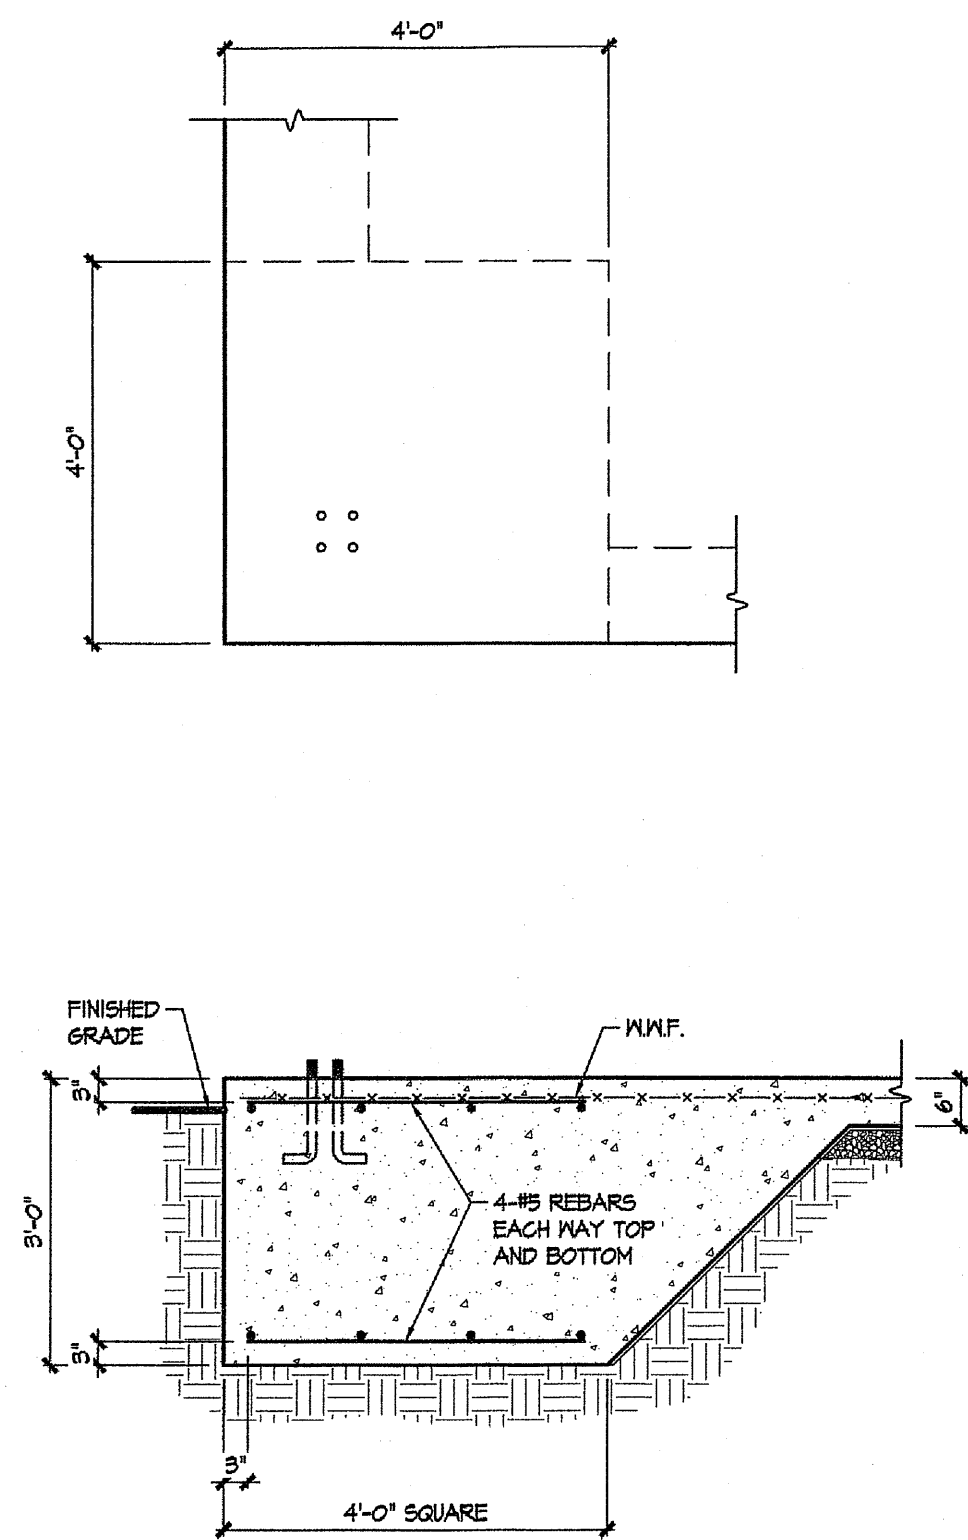 4'-0"
4'-0"
FINISHED
GRADE
W.W.F.
3"
6"
3'-0"
4-#5 REBARS
EACH WAY TOP
AND BOTTOM
3"
3"
4'-0" SQUARE